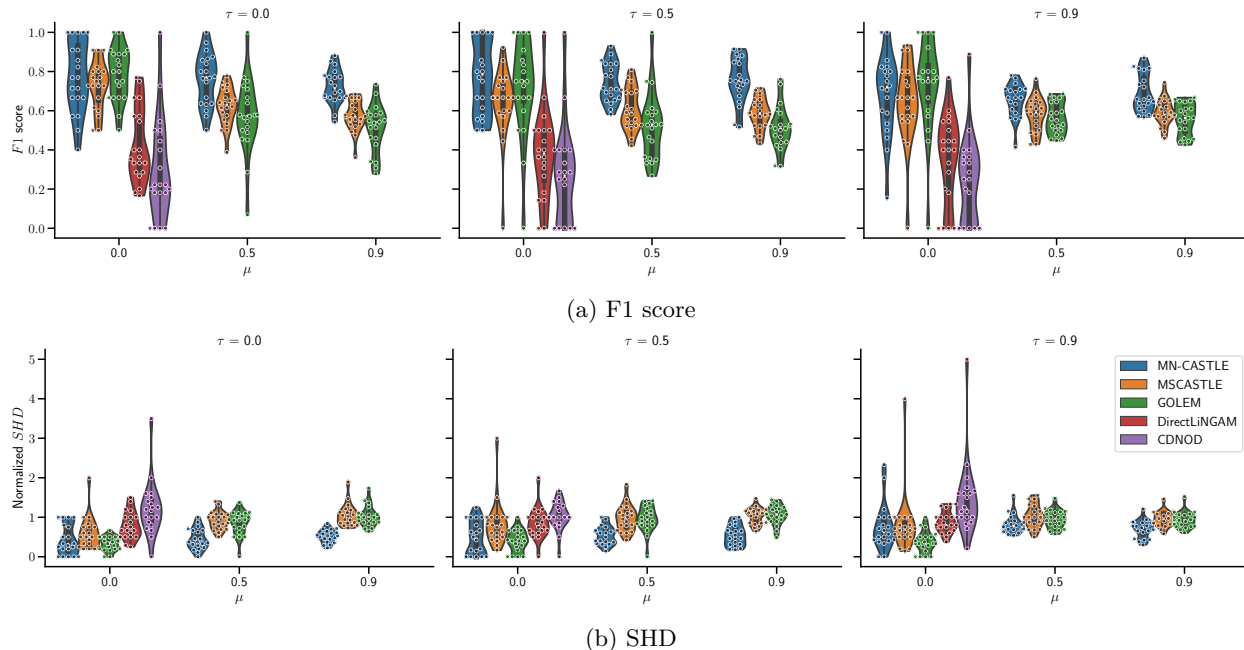 τ = 0.0
τ = 0.5
τ = 0.9
1.0
0.8
0.6
0.4
0.2
0.0
F1 score
0.0 0.5 0.9
0.0 0.5 0.9
0.0 0.5 0.9
μ
μ
μ
(a) F1 score
τ = 0.0
τ = 0.5
τ = 0.9
5
4
3
2
1
0
Normalized SHD
MN-CASTLE
MSCASTLE
GOLEM
DirectLiNGAM
CDNOD
0.0 0.5 0.9
0.0 0.5 0.9
0.0 0.5 0.9
μ
μ
μ
(b) SHD